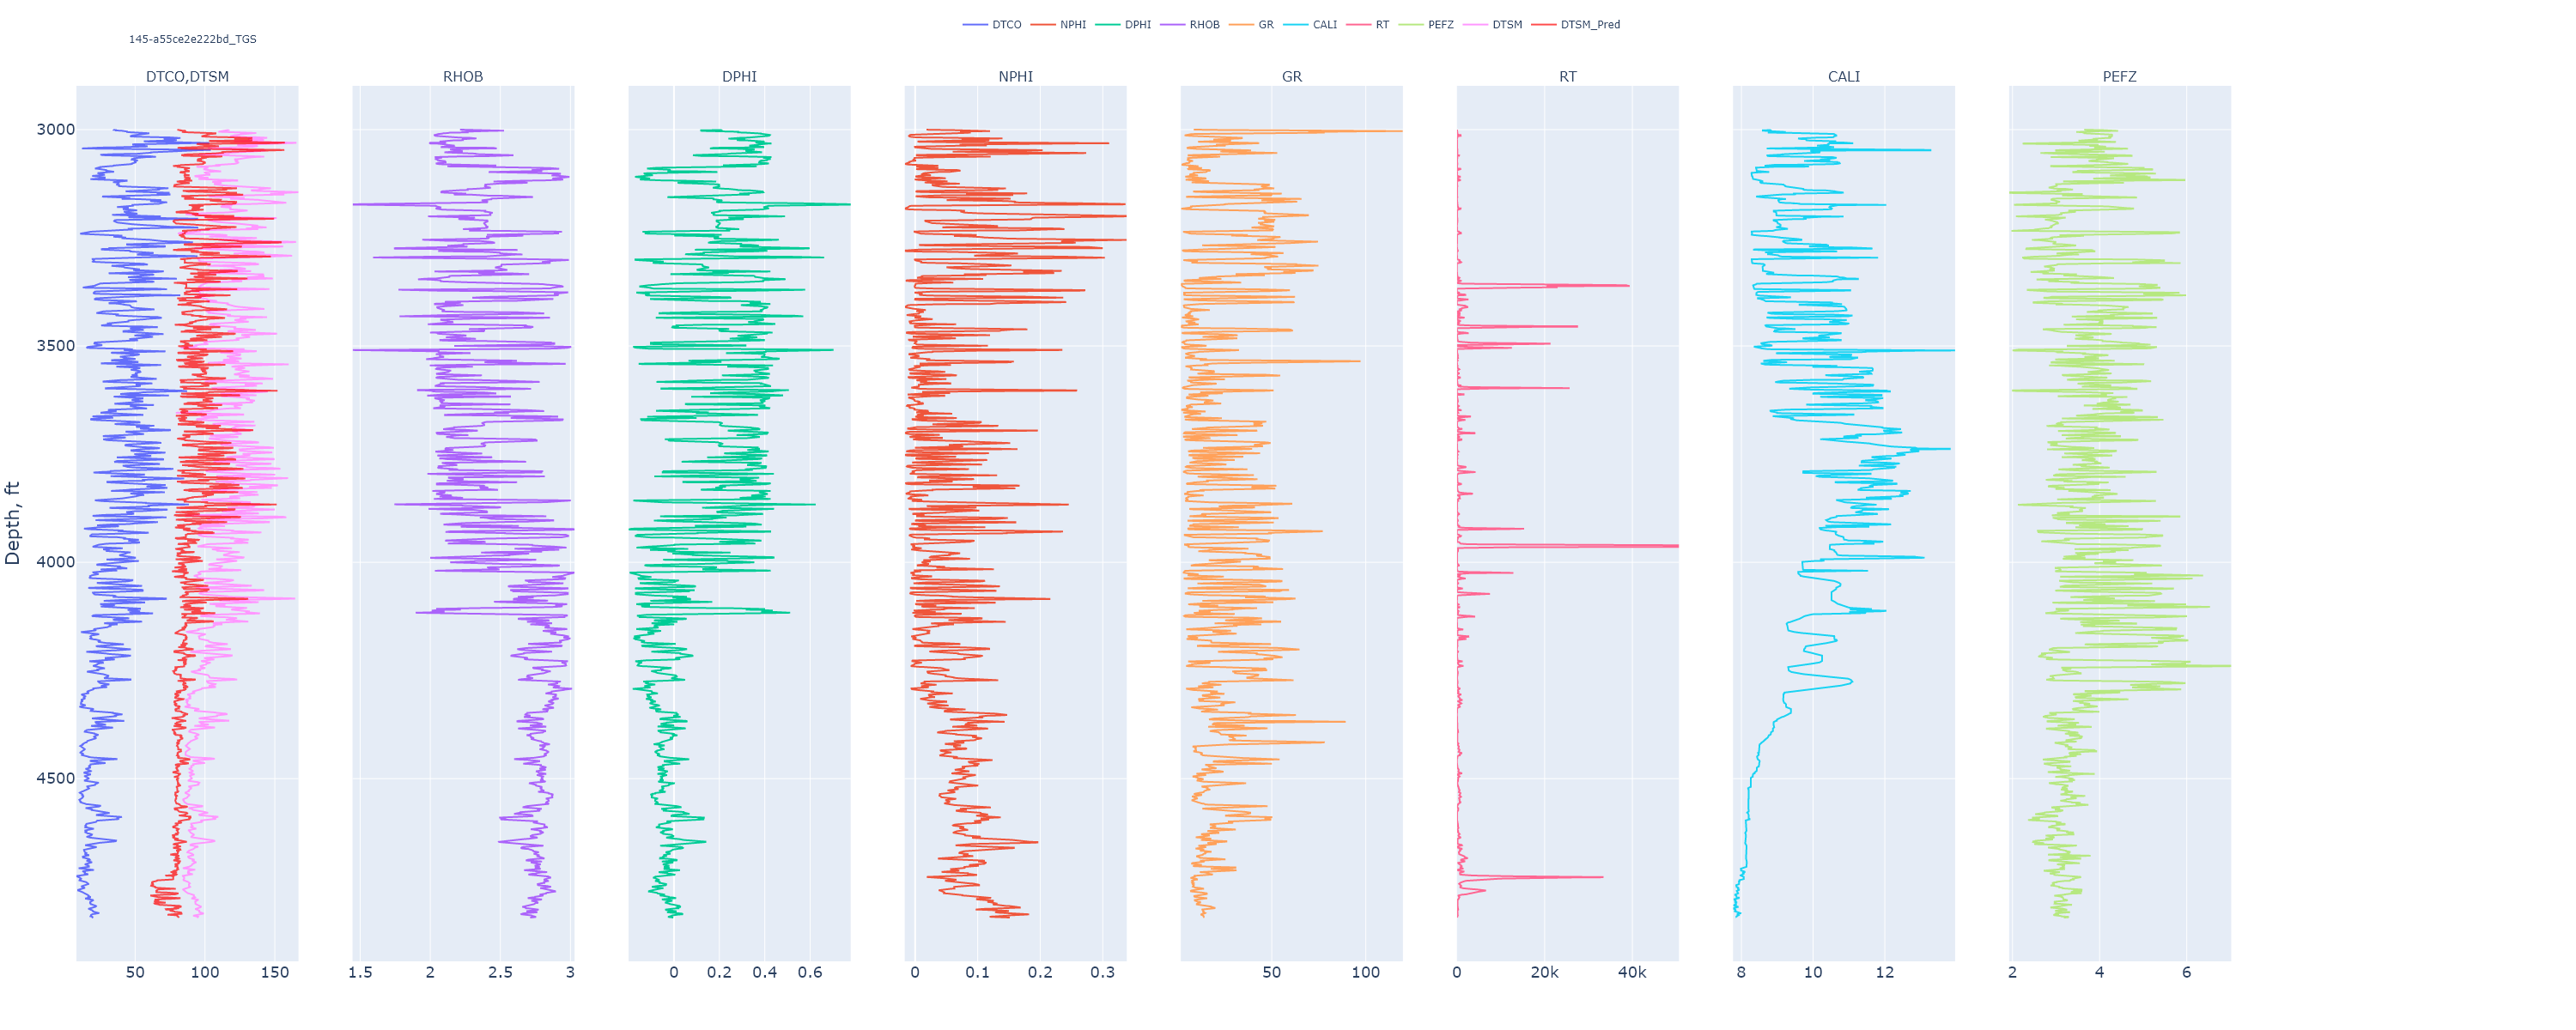 DTCO NPHI DPHI RHOB GR CALI RT PEFZ DTSM DTSM_Pred
145-a55ce2e222bd_TGS
DTCO,DTSM RHOB DPHI NPHI GR RT CALI PEFZ
3000
3500
4000
4500
Depth, ft
50 100 150 1.5 2 2.5 3 0 0.2 0.4 0.6 0 0.1 0.2 0.3 50 100 0 20k 40k 8 10 12 2 4 6